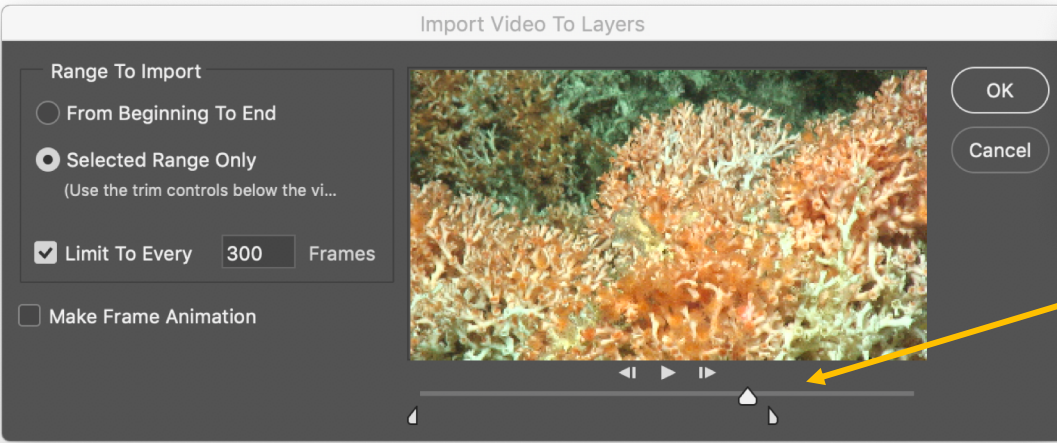 Import Video To Layers
Range To Import
From Beginning To End
Selected Range Only
(Use the trim controls below the vi...
Limit To Every 300 Frames
Make Frame Animation
OK
Cancel